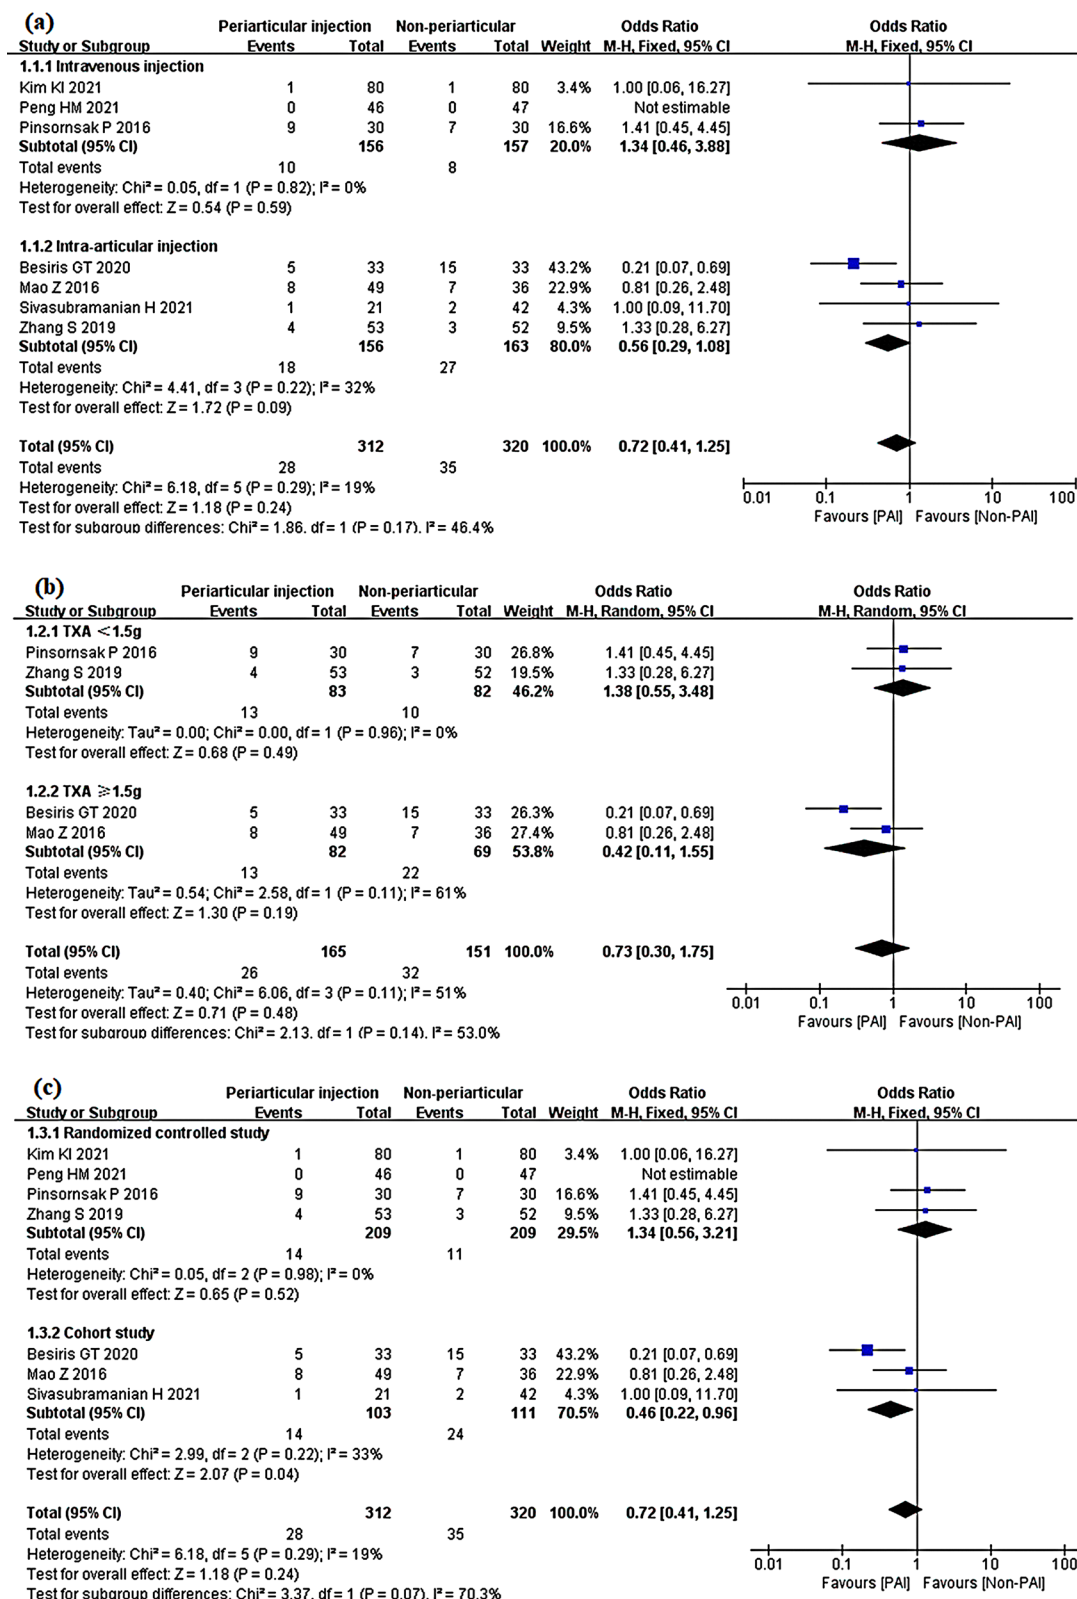 (a)
Periarticular injection Non-periarticular Odds Ratio Odds Ratio
Study or Subgroup Events Total Events Total Weight M-H, Fixed, 95% CI M-H, Fixed, 95% CI
1.1.1 Intravenous injection
Kim KI 2021 1 80 1 80 3.4% 1.00 [0.06, 16.27]
Peng HM 2021 0 46 0 47 Not estimable
Pinsornsak P 2016 9 30 7 30 16.6% 1.41 [0.45, 4.45]
Subtotal (95% CI) 156 157 20.0% 1.34 [0.46, 3.88]
Total events 10 8
Heterogeneity: Chi² = 0.05, df = 1 (P = 0.82); I² = 0%
Test for overall effect: Z = 0.54 (P = 0.59)
1.1.2 Intra-articular injection
Besiris GT 2020 5 33 15 33 43.2% 0.21 [0.07, 0.69]
Mao Z 2016 8 49 7 36 22.9% 0.81 [0.26, 2.48]
Sivasubramanian H 2021 1 21 2 42 4.3% 1.00 [0.09, 11.70]
Zhang S 2019 4 53 3 52 9.5% 1.33 [0.28, 6.27]
Subtotal (95% CI) 156 163 80.0% 0.56 [0.29, 1.08]
Total events 18 27
Heterogeneity: Chi² = 4.41, df = 3 (P = 0.22); I² = 32%
Test for overall effect: Z = 1.72 (P = 0.09)
Total (95% CI) 312 320 100.0% 0.72 [0.41, 1.25]
Total events 28 35
Heterogeneity: Chi² = 6.18, df = 5 (P = 0.29); I² = 19%
Test for overall effect: Z = 1.18 (P = 0.24)
Test for subgroup differences: Chi² = 1.86, df = 1 (P = 0.17), I² = 46.4%
0.01 0.1 1 10 100
Favours [PAI] Favours [Non-PAI]
(b)
Periarticular injection Non-periarticular Odds Ratio Odds Ratio
Study or Subgroup Events Total Events Total Weight M-H, Random, 95% CI M-H, Random, 95% CI
1.2.1 TXA <1.5g
Pinsornsak P 2016 9 30 7 30 26.8% 1.41 [0.45, 4.45]
Zhang S 2019 4 53 3 52 19.5% 1.33 [0.28, 6.27]
Subtotal (95% CI) 83 82 46.2% 1.38 [0.55, 3.48]
Total events 13 10
Heterogeneity: Tau² = 0.00; Chi² = 0.00, df = 1 (P = 0.96); I² = 0%
Test for overall effect: Z = 0.68 (P = 0.49)
1.2.2 TXA ⩾1.5g
Besiris GT 2020 5 33 15 33 26.3% 0.21 [0.07, 0.69]
Mao Z 2016 8 49 7 36 27.4% 0.81 [0.26, 2.48]
Subtotal (95% CI) 82 69 53.8% 0.42 [0.11, 1.55]
Total events 13 22
Heterogeneity: Tau² = 0.54; Chi² = 2.58, df = 1 (P = 0.11); I² = 61%
Test for overall effect: Z = 1.30 (P = 0.19)
Total (95% CI) 165 151 100.0% 0.73 [0.30, 1.75]
Total events 26 32
Heterogeneity: Tau² = 0.40; Chi² = 6.06, df = 3 (P = 0.11); I² = 51%
Test for overall effect: Z = 0.71 (P = 0.48)
Test for subgroup differences: Chi² = 2.13, df = 1 (P = 0.14), I² = 53.0%
0.01 0.1 1 10 100
Favours [PAI] Favours [Non-PAI]
(c)
Periarticular injection Non-periarticular Odds Ratio Odds Ratio
Study or Subgroup Events Total Events Total Weight M-H, Fixed, 95% CI M-H, Fixed, 95% CI
1.3.1 Randomized controlled study
Kim KI 2021 1 80 1 80 3.4% 1.00 [0.06, 16.27]
Peng HM 2021 0 46 0 47 Not estimable
Pinsornsak P 2016 9 30 7 30 16.6% 1.41 [0.45, 4.45]
Zhang S 2019 4 53 3 52 9.5% 1.33 [0.28, 6.27]
Subtotal (95% CI) 209 209 29.5% 1.34 [0.56, 3.21]
Total events 14 11
Heterogeneity: Chi² = 0.05, df = 2 (P = 0.98); I² = 0%
Test for overall effect: Z = 0.65 (P = 0.52)
1.3.2 Cohort study
Besiris GT 2020 5 33 15 33 43.2% 0.21 [0.07, 0.69]
Mao Z 2016 8 49 7 36 22.9% 0.81 [0.26, 2.48]
Sivasubramanian H 2021 1 21 2 42 4.3% 1.00 [0.09, 11.70]
Subtotal (95% CI) 103 111 70.5% 0.46 [0.22, 0.96]
Total events 14 24
Heterogeneity: Chi² = 2.99, df = 2 (P = 0.22); I² = 33%
Test for overall effect: Z = 2.07 (P = 0.04)
Total (95% CI) 312 320 100.0% 0.72 [0.41, 1.25]
Total events 28 35
Heterogeneity: Chi² = 6.18, df = 5 (P = 0.29); I² = 19%
Test for overall effect: Z = 1.18 (P = 0.24)
Test for subgroup differences: Chi² = 3.37, df = 1 (P = 0.07), I² = 70.3%
0.01 0.1 1 10 100
Favours [PAI] Favours [Non-PAI]